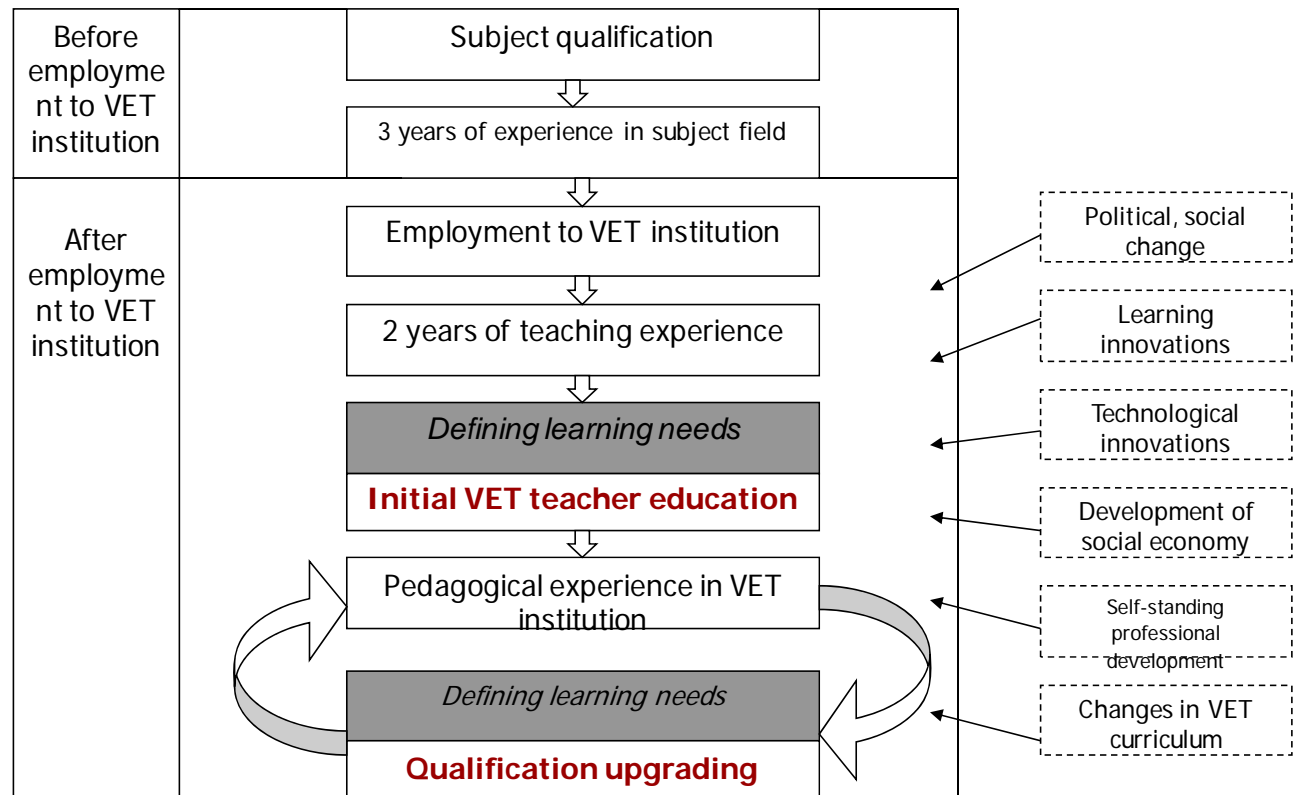 Before
employme
nt to VET
institution
Subject qualification
3 years of experience in subject field
After
employme
nt to VET
institution
Employment to VET institution
2 years of teaching experience
Defining learning needs
Initial VET teacher education
Pedagogical experience in VET
institution
Defining learning needs
Qualification upgrading
Political, social
change
Learning
innovations
Technological
innovations
Development of
social economy
Self-standing
professional
development
Changes in VET
curriculum